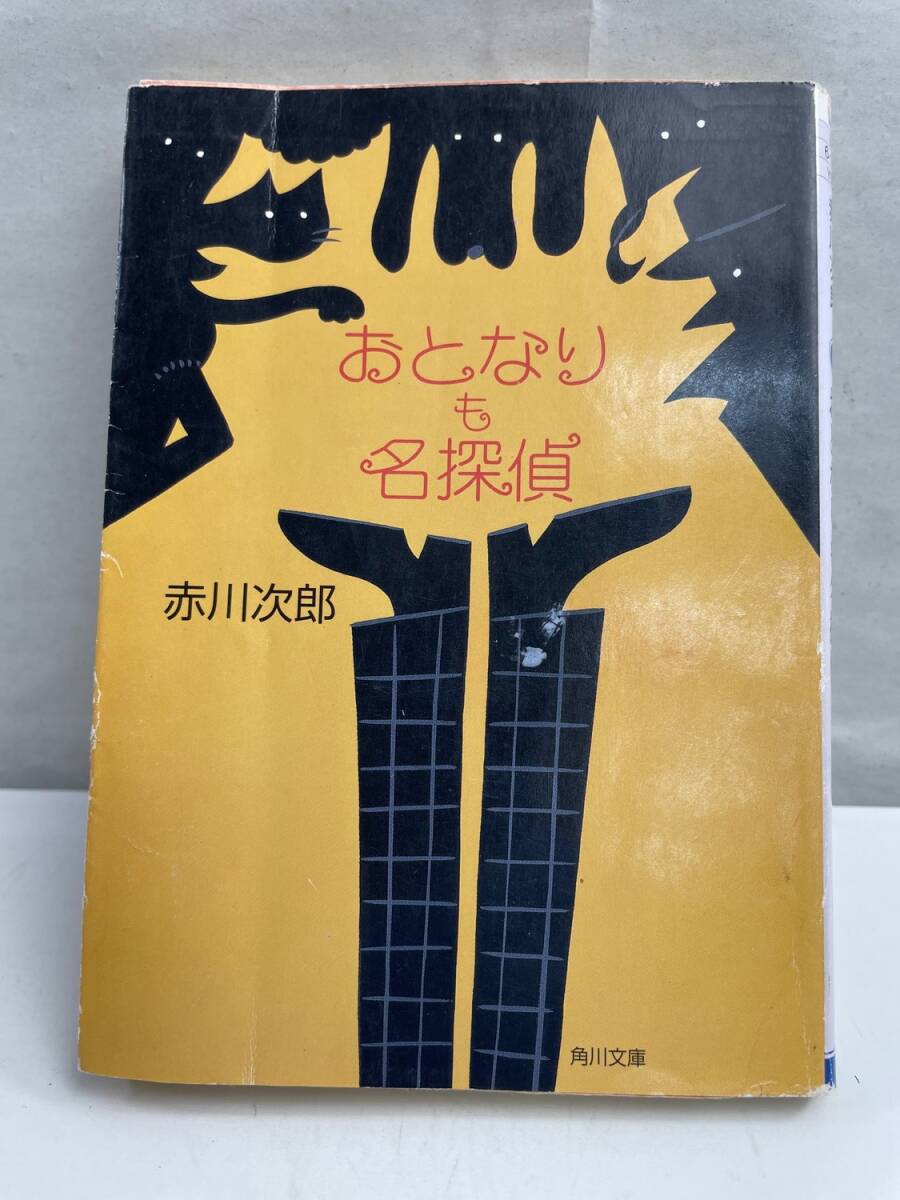 おとなり
も
名探偵
赤川次郎
角川文庫